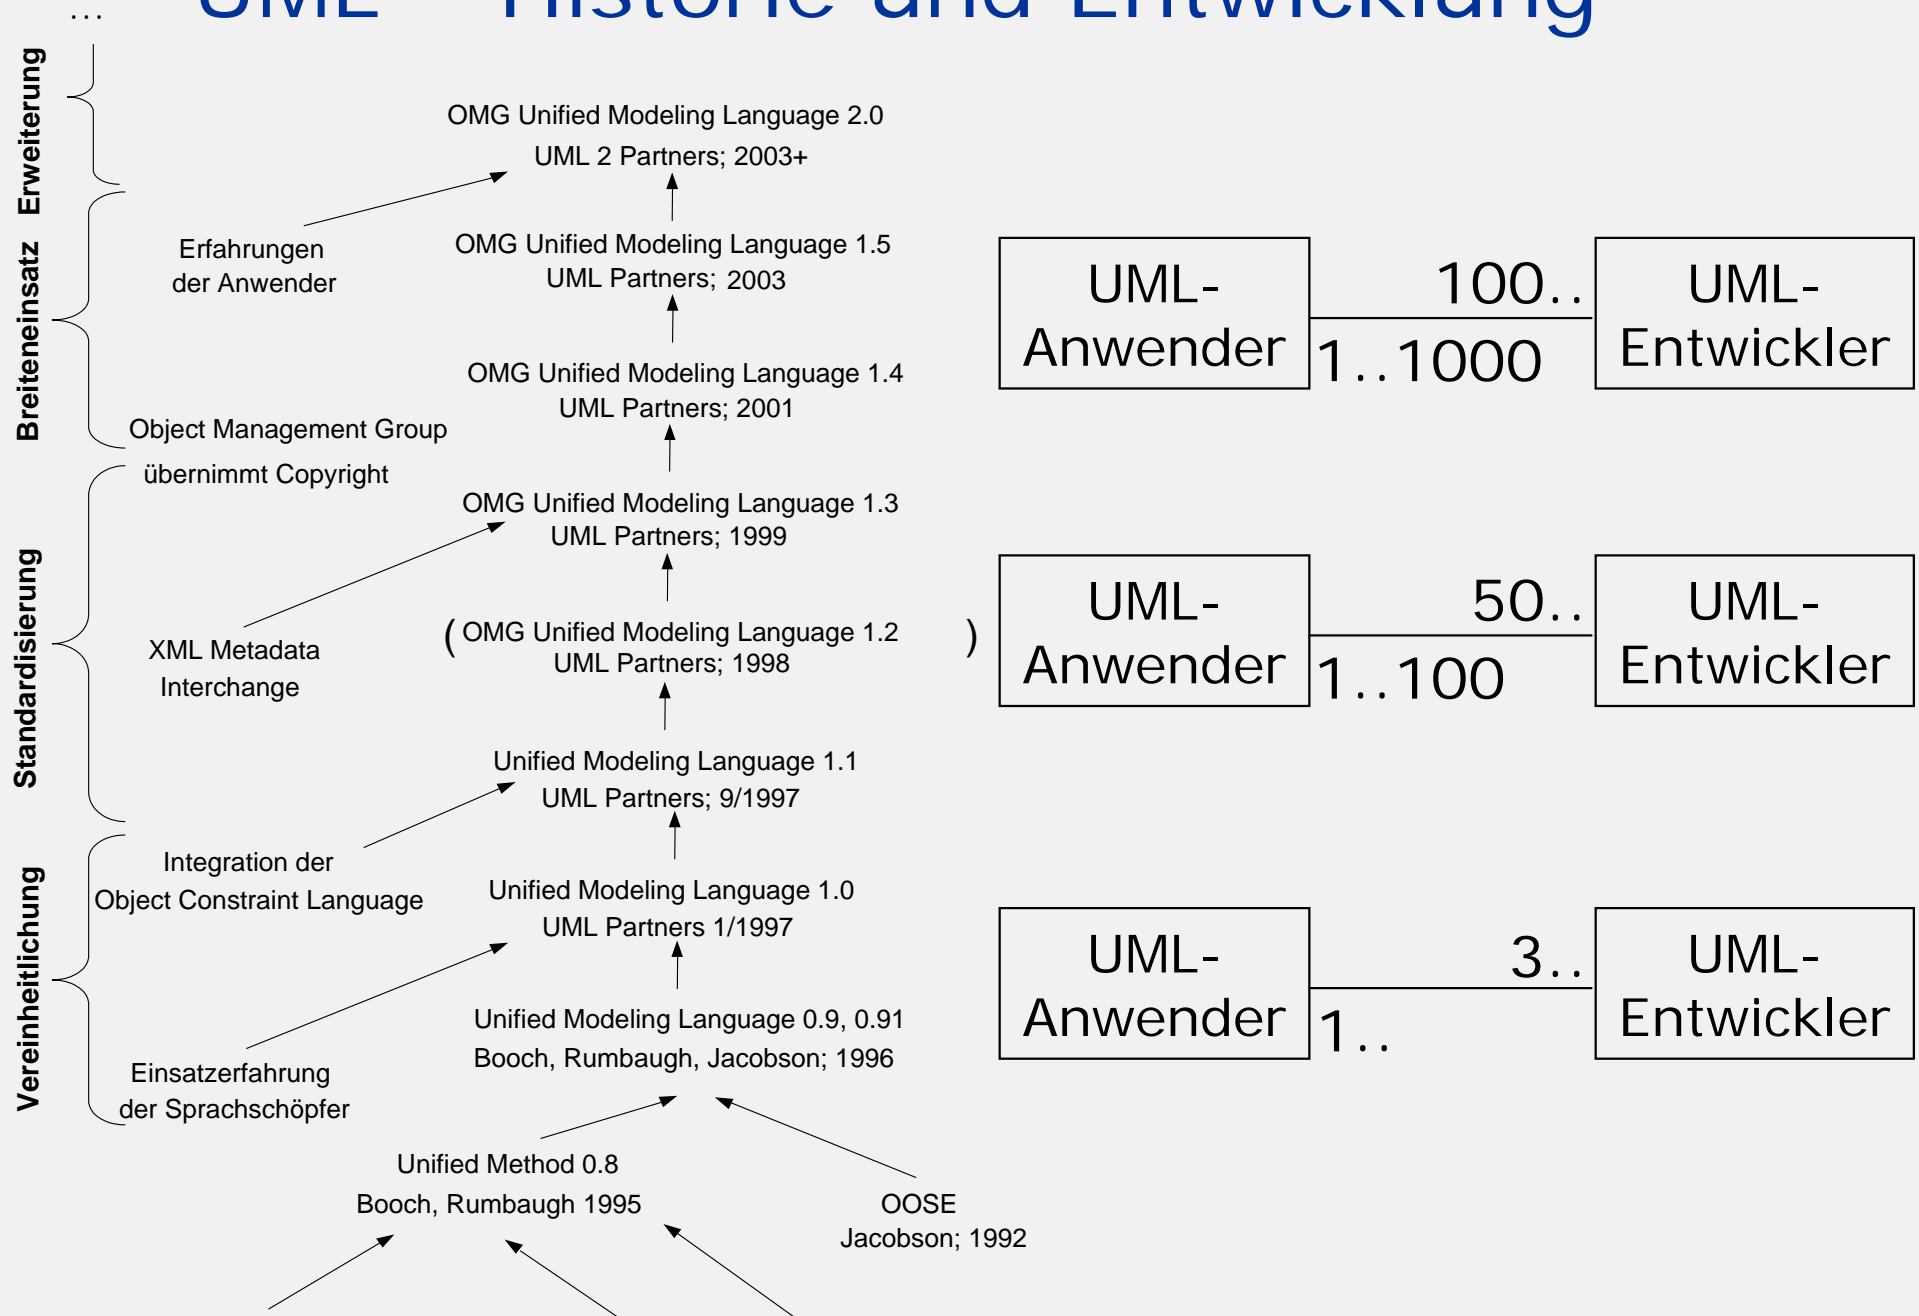 UML - Historie und Entwicklung
...
Erweiterung
OMG Unified Modeling Language 2.0
UML 2 Partners; 2003+
Breiteneinsatz
Erfahrungen
der Anwender
OMG Unified Modeling Language 1.5
UML Partners; 2003
OMG Unified Modeling Language 1.4
UML Partners; 2001
Object Management Group
übernimmt Copyright
Standardisierung
OMG Unified Modeling Language 1.3
UML Partners; 1999
XML Metadata
Interchange
( OMG Unified Modeling Language 1.2 )
UML Partners; 1998
Unified Modeling Language 1.1
UML Partners; 9/1997
Vereinheitlichung
Integration der
Object Constraint Language
Unified Modeling Language 1.0
UML Partners 1/1997
Einsatzerfahrung
der Sprachschöpfer
Unified Modeling Language 0.9, 0.91
Booch, Rumbaugh, Jacobson; 1996
Unified Method 0.8
Booch, Rumbaugh 1995
OOSE
Jacobson; 1992
UML-
Anwender
100..
1..1000
UML-
Entwickler
UML-
Anwender
50..
1..100
UML-
Entwickler
UML-
Anwender
3..
1..
UML-
Entwickler